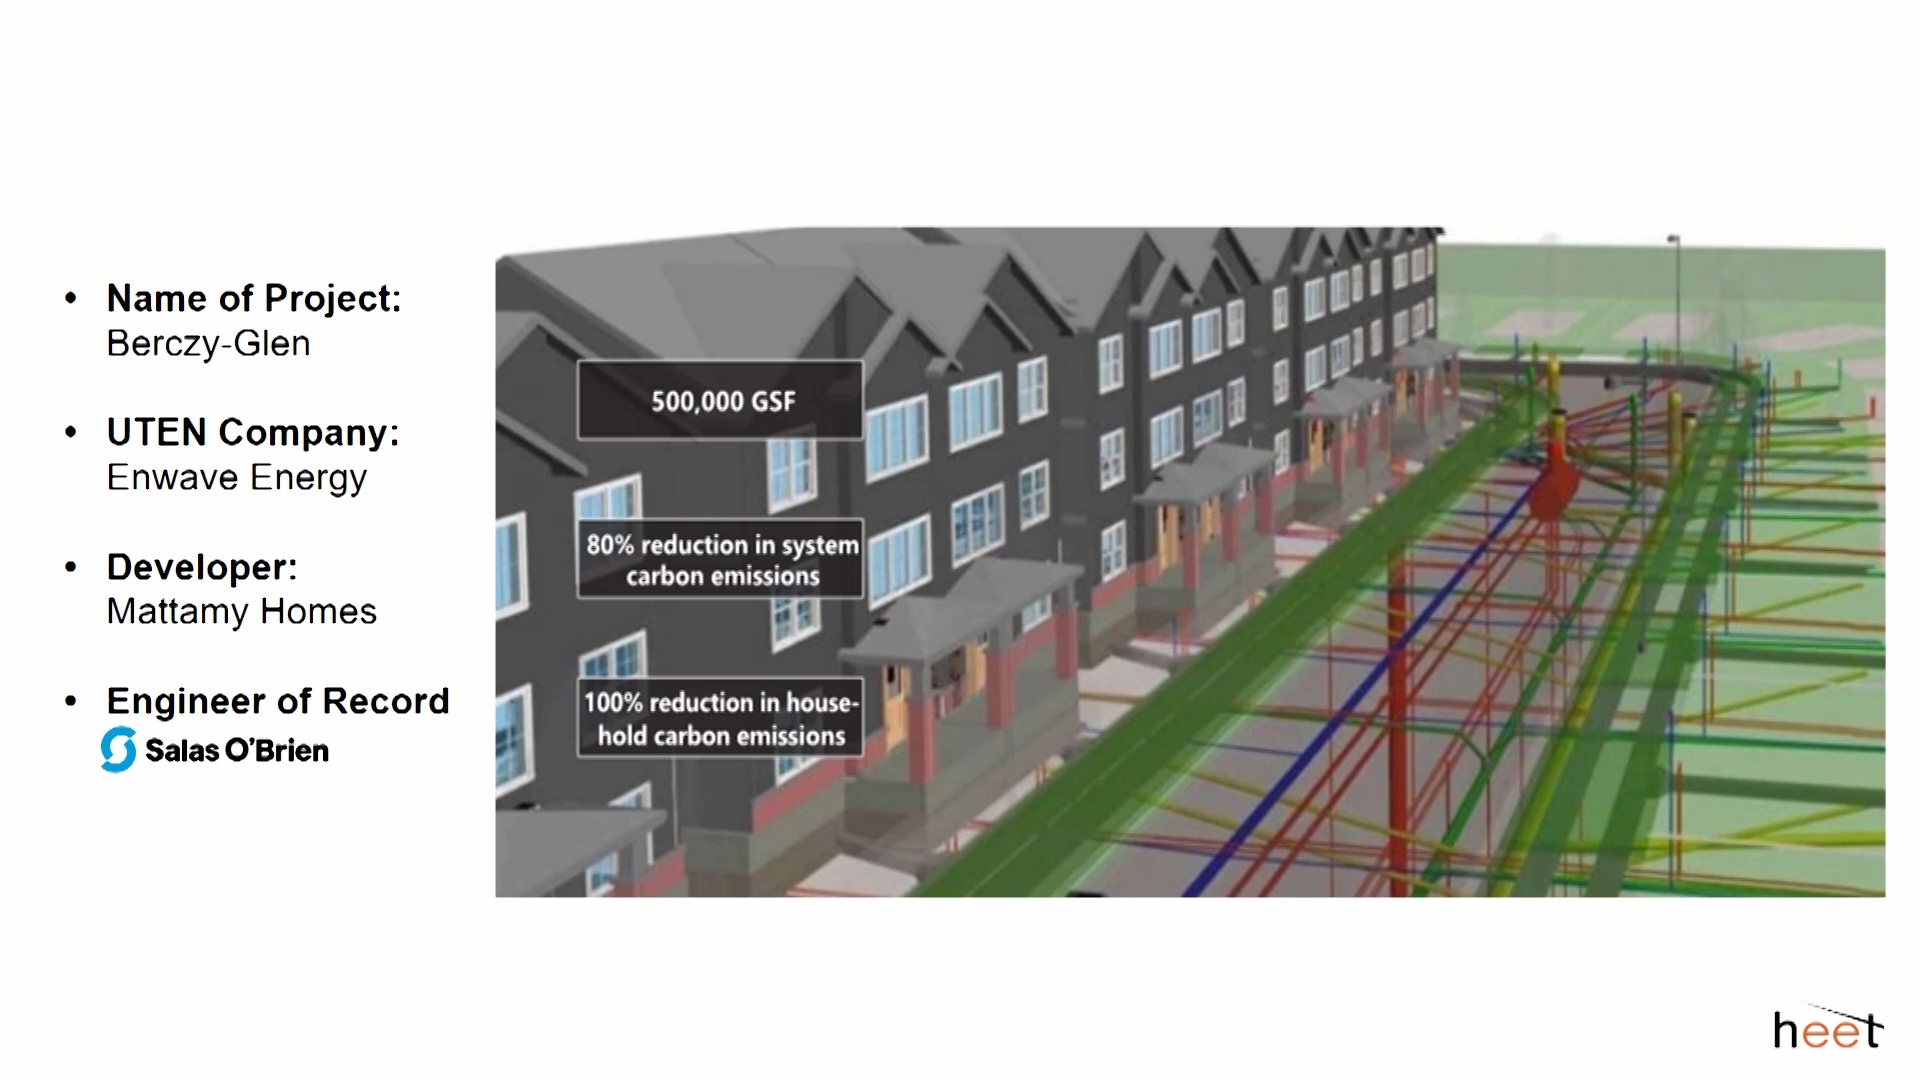 • Name of Project:
Berczy-Glen
• UTEN Company:
Enwave Energy
• Developer:
Mattamy Homes
• Engineer of Record
Salas O'Brien
500,000 GSF
80% reduction in system
carbon emissions
100% reduction in house-
hold carbon emissions
heet